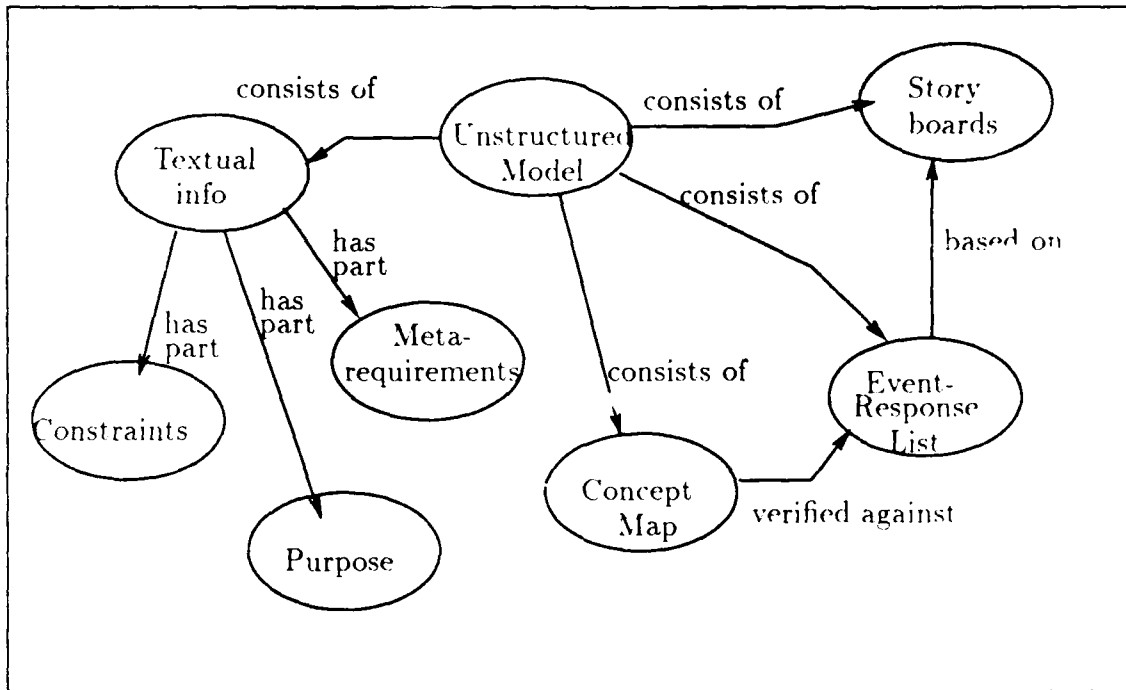 consists of
Unstructured
Model
consists of
Story
boards
Textual
info
consists of
based on
has
part
has
part
has
part
Meta-
requirements
consists of
Event-
Response
List
Constraints
Concept
Map
verified against
Purpose